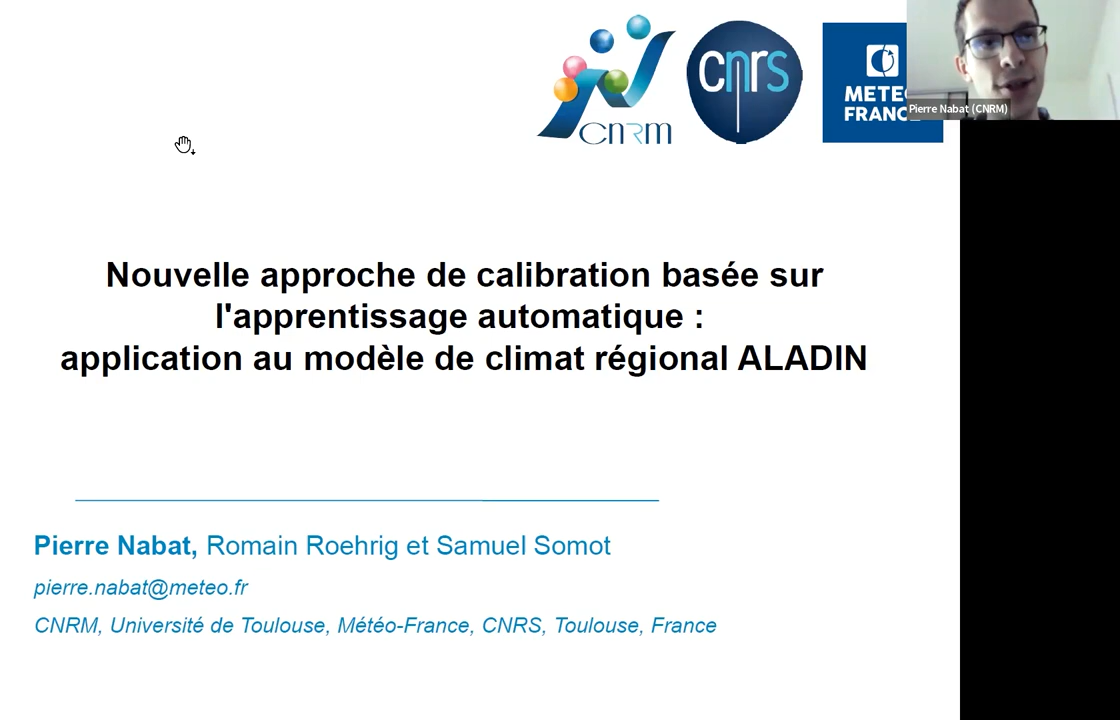 cnrm
cnrs
METEO
FRANCE
Pierre Nabat (CNRM)
Nouvelle approche de calibration basée sur
l'apprentissage automatique :
application au modèle de climat régional ALADIN
Pierre Nabat, Romain Roehrig et Samuel Somot
pierre.nabat@meteo.fr
CNRM, Université de Toulouse, Météo-France, CNRS, Toulouse, France